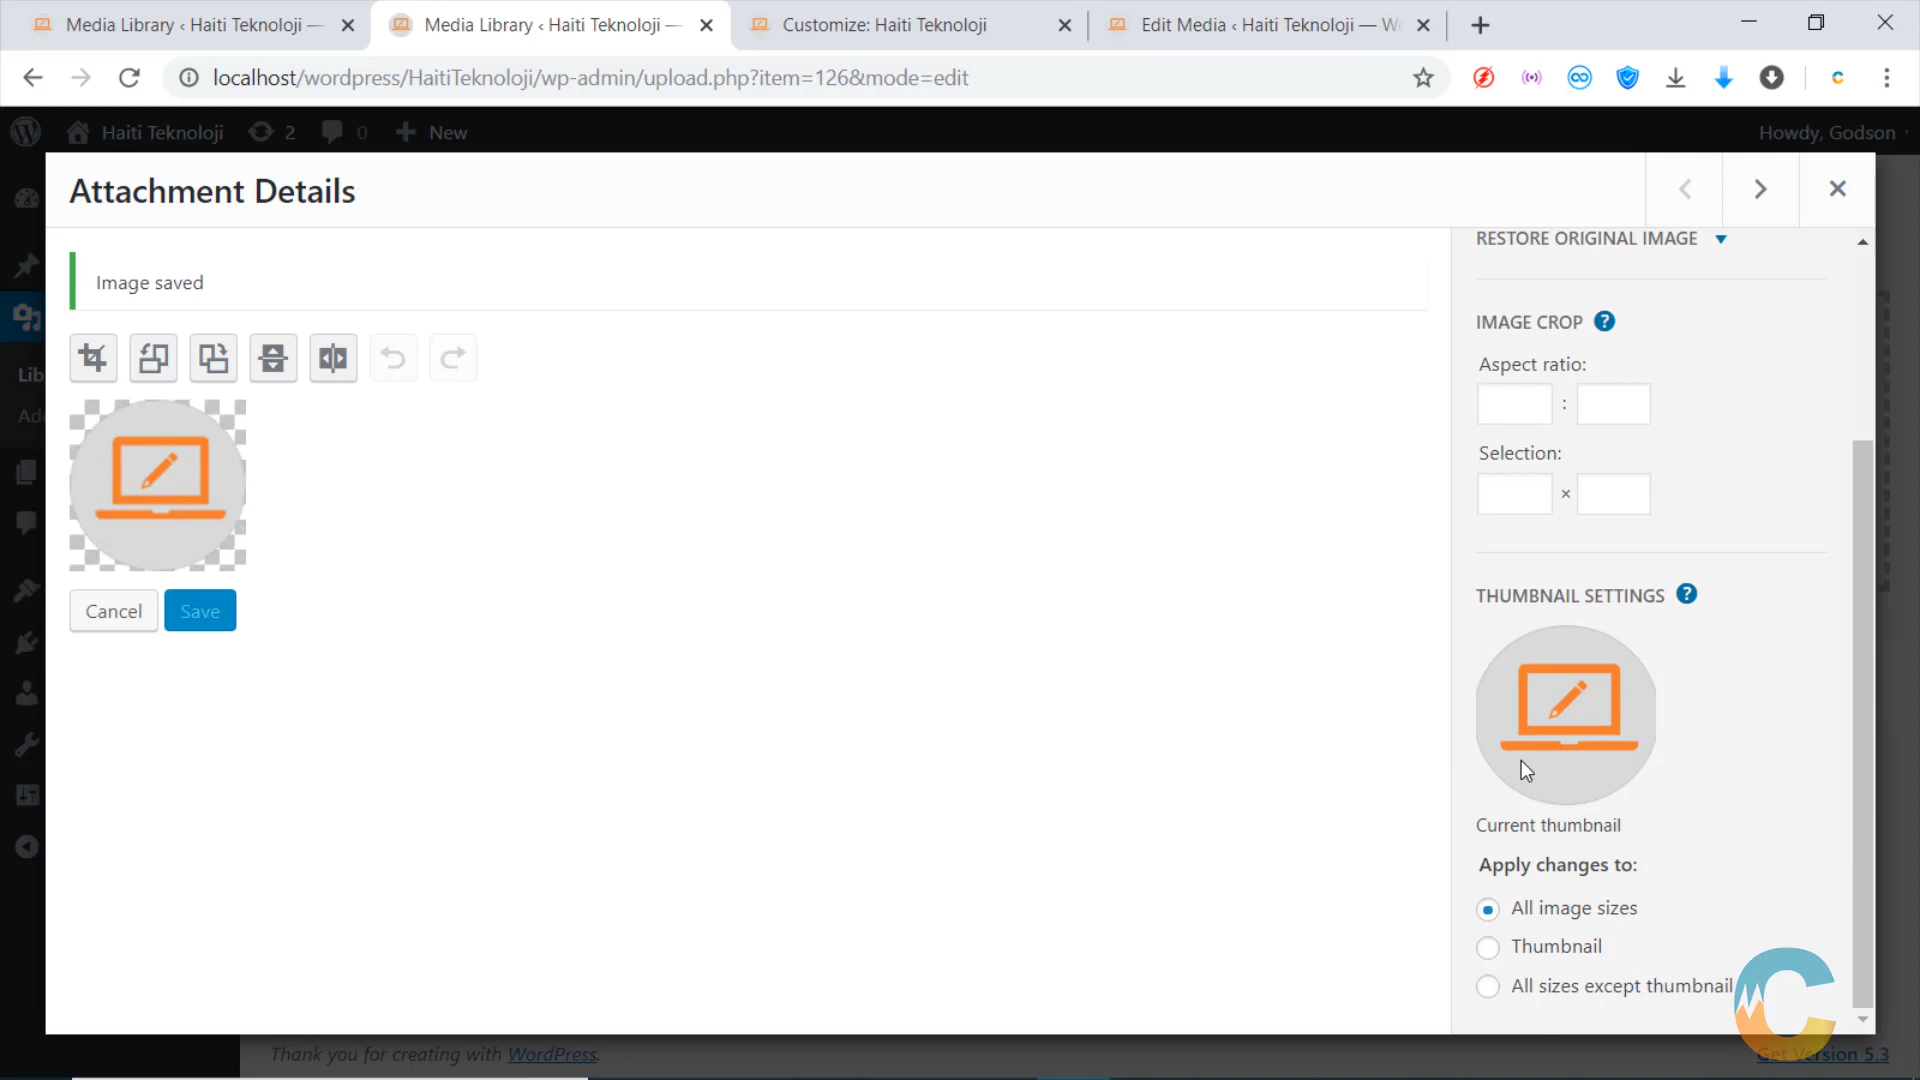 Media Library ‹ Haiti Teknoloji —
Media Library ‹ Haiti Teknoloji —
Customize: Haiti Teknoloji
Edit Media ‹ Haiti Teknoloji — Wo
localhost/wordpress/HaitiTeknoloji/wp-admin/upload.php?item=126&mode=edit
Haiti Teknoloji 2 0 New
Howdy, Godson
Attachment Details
Image saved
Lib
Add
Cancel Save
RESTORE ORIGINAL IMAGE
IMAGE CROP ?
Aspect ratio:
:
Selection:
×
THUMBNAIL SETTINGS ?
Current thumbnail
Apply changes to:
All image sizes
Thumbnail
All sizes except thumbnail
Thank you for creating with WordPress.
Get Version 5.3